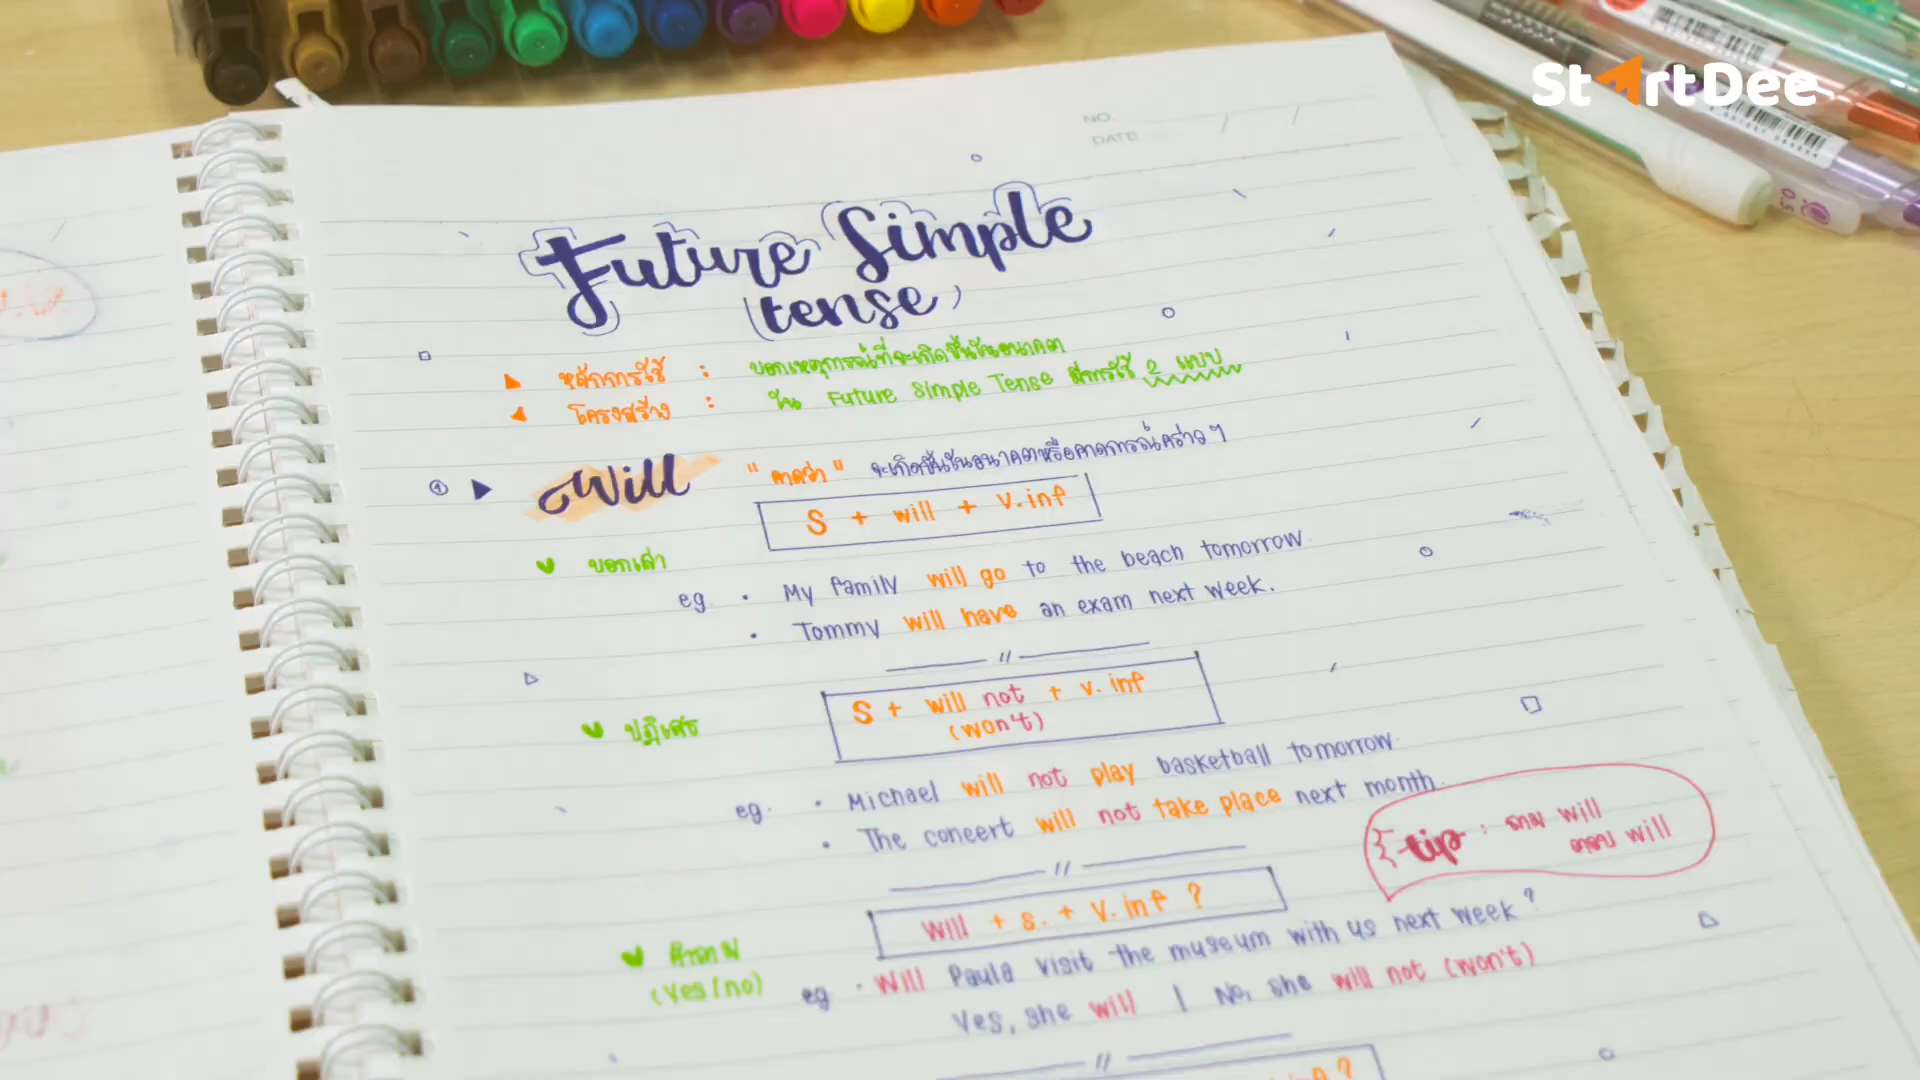 StartDee
NO.
DATE
Future Simple
(tense)
หลักการใช้ : บอกเหตุการณ์ที่จะเกิดขึ้นในอนาคต
โครงสร้าง : ใน Future Simple Tense มีการใช้ 2 แบบ
① Will "คาดว่า" จะเกิดขึ้นในอนาคตหรือคาดการณ์คร่าวๆ
S + will + v.inf
บอกเล่า
eg. • My family will go to the beach tomorrow
• Tommy will have an exam next week.
ปฏิเสธ
S + will not + v.inf
(won't)
eg. • Michael will not play basketball tomorrow.
• The concert will not take place next month.
{tip : ถาม will
ตอบ will
คำถาม
(Yes/no)
Will + s. + v.inf ?
eg • Will Paula visit the museum with us next week?
Yes, she will / No, she will not (won't)